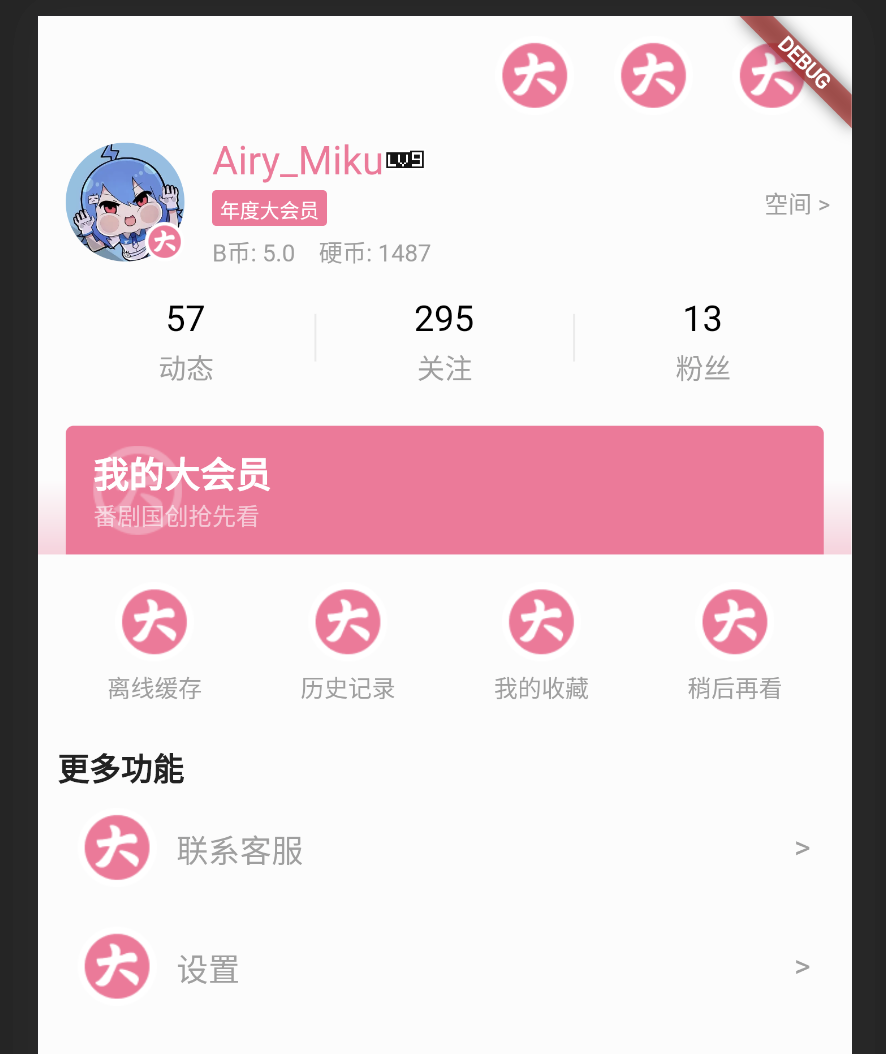 大 大 大
DEBUG
Airy_Miku LV9
年度大会员
空间 >
大
B币: 5.0 硬币: 1487
57 295 13
动态 关注 粉丝
我的大会员
番剧国创抢先看
大 大 大 大
离线缓存 历史记录 我的收藏 稍后再看
更多功能
大 联系客服 >
大 设置 >